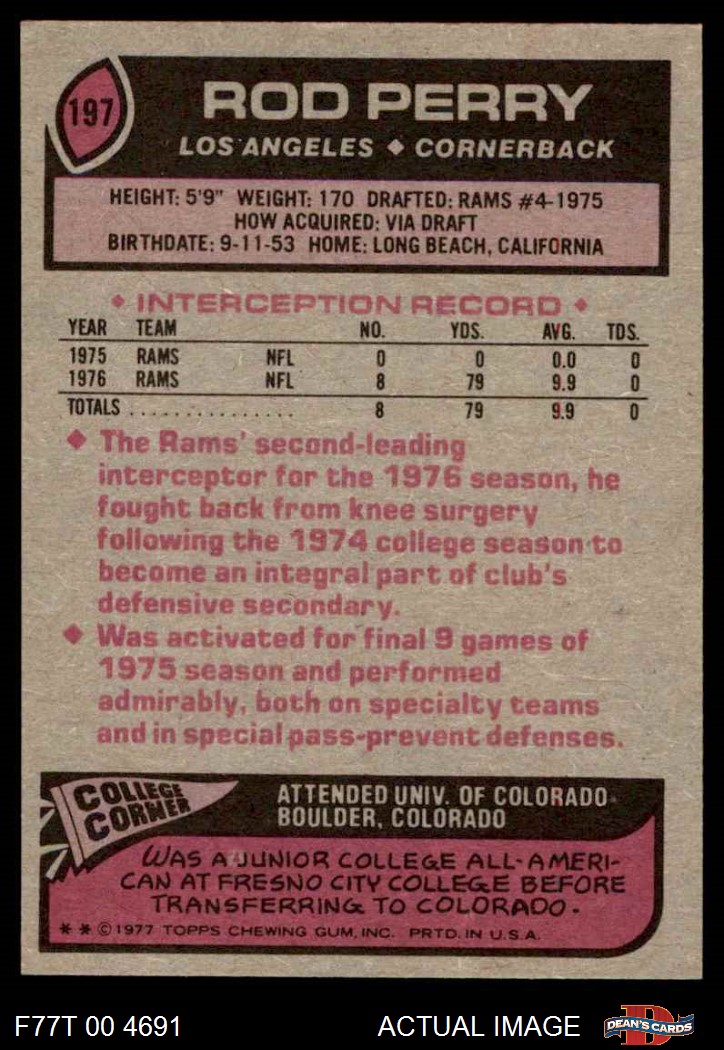 197
ROD PERRY
LOS ANGELES ◆ CORNERBACK
HEIGHT: 5'9" WEIGHT: 170 DRAFTED: RAMS #4-1975
HOW ACQUIRED: VIA DRAFT
BIRTHDATE: 9-11-53 HOME: LONG BEACH, CALIFORNIA
◆ INTERCEPTION RECORD ◆
YEAR TEAM NO. YDS. AVG. TDS.
1975 RAMS NFL 0 0 0.0 0
1976 RAMS NFL 8 79 9.9 0
TOTALS . . . . . . . . . . . . . . . 8 79 9.9 0
◆ The Rams' second-leading
interceptor for the 1976 season, he
fought back from knee surgery
following the 1974 college season to
become an integral part of club's
defensive secondary.
◆ Was activated for final 9 games of
1975 season and performed
admirably, both on specialty teams
and in special pass-prevent defenses.
COLLEGE
CORNER
ATTENDED UNIV. OF COLORADO
BOULDER, COLORADO
WAS A JUNIOR COLLEGE ALL-AMERI-
CAN AT FRESNO CITY COLLEGE BEFORE
TRANSFERRING TO COLORADO.
* * © 1977 TOPPS CHEWING GUM, INC. PRTD. IN U.S.A.
F77T 00 4691 ACTUAL IMAGE
D
DEAN'S CARDS